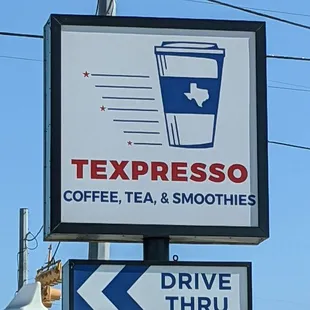 TEXPRESSO
COFFEE, TEA, & SMOOTHIES
DRIVE
THRU